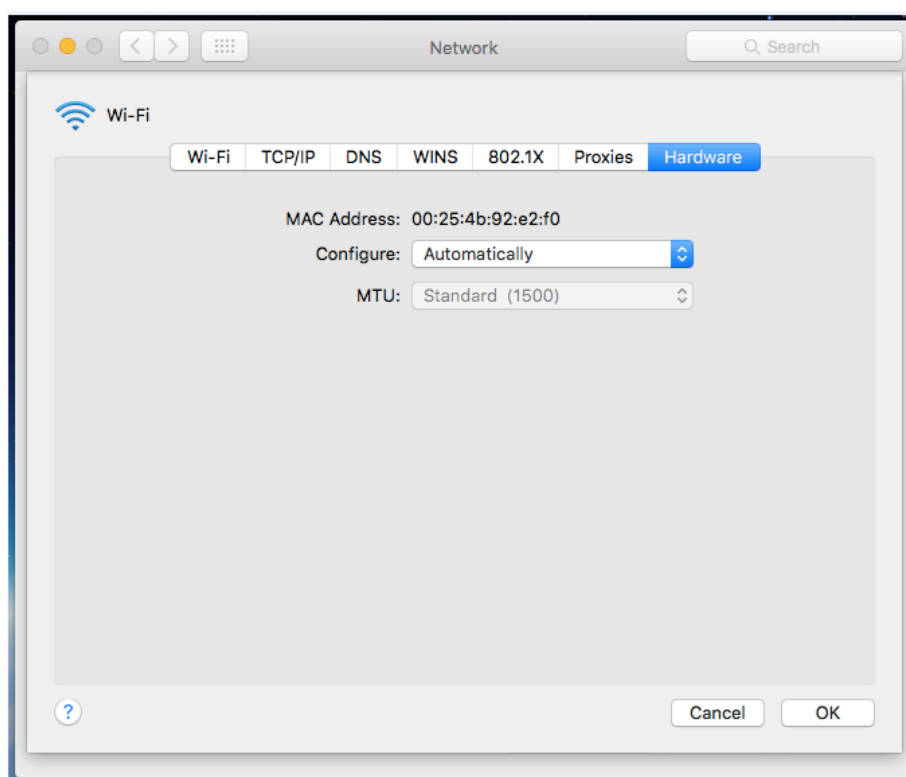 Network
Search
Wi-Fi
Wi-Fi TCP/IP DNS WINS 802.1X Proxies Hardware
MAC Address: 00:25:4b:92:e2:f0
Configure: Automatically
MTU: Standard (1500)
? Cancel OK